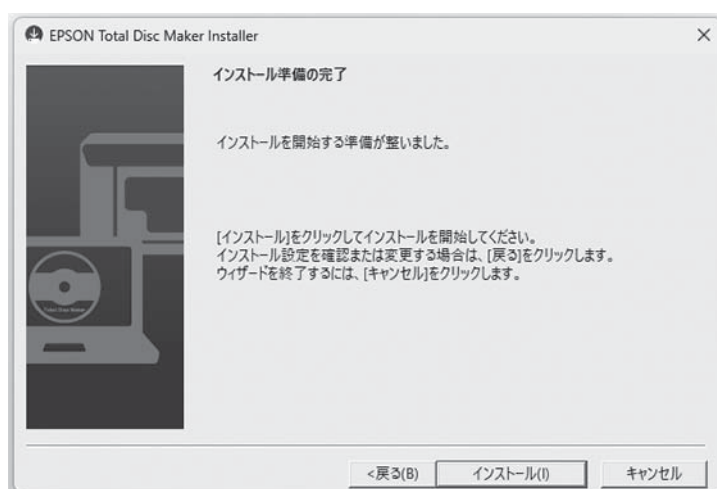 EPSON Total Disc Maker Installer
インストール準備の完了
インストールを開始する準備が整いました。
[インストール]をクリックしてインストールを開始してください。
インストール設定を確認または変更する場合は、[戻る]をクリックします。
ウィザードを終了するには、[キャンセル]をクリックします。
Total Disc Maker
<戻る(B)
インストール(I)
キャンセル